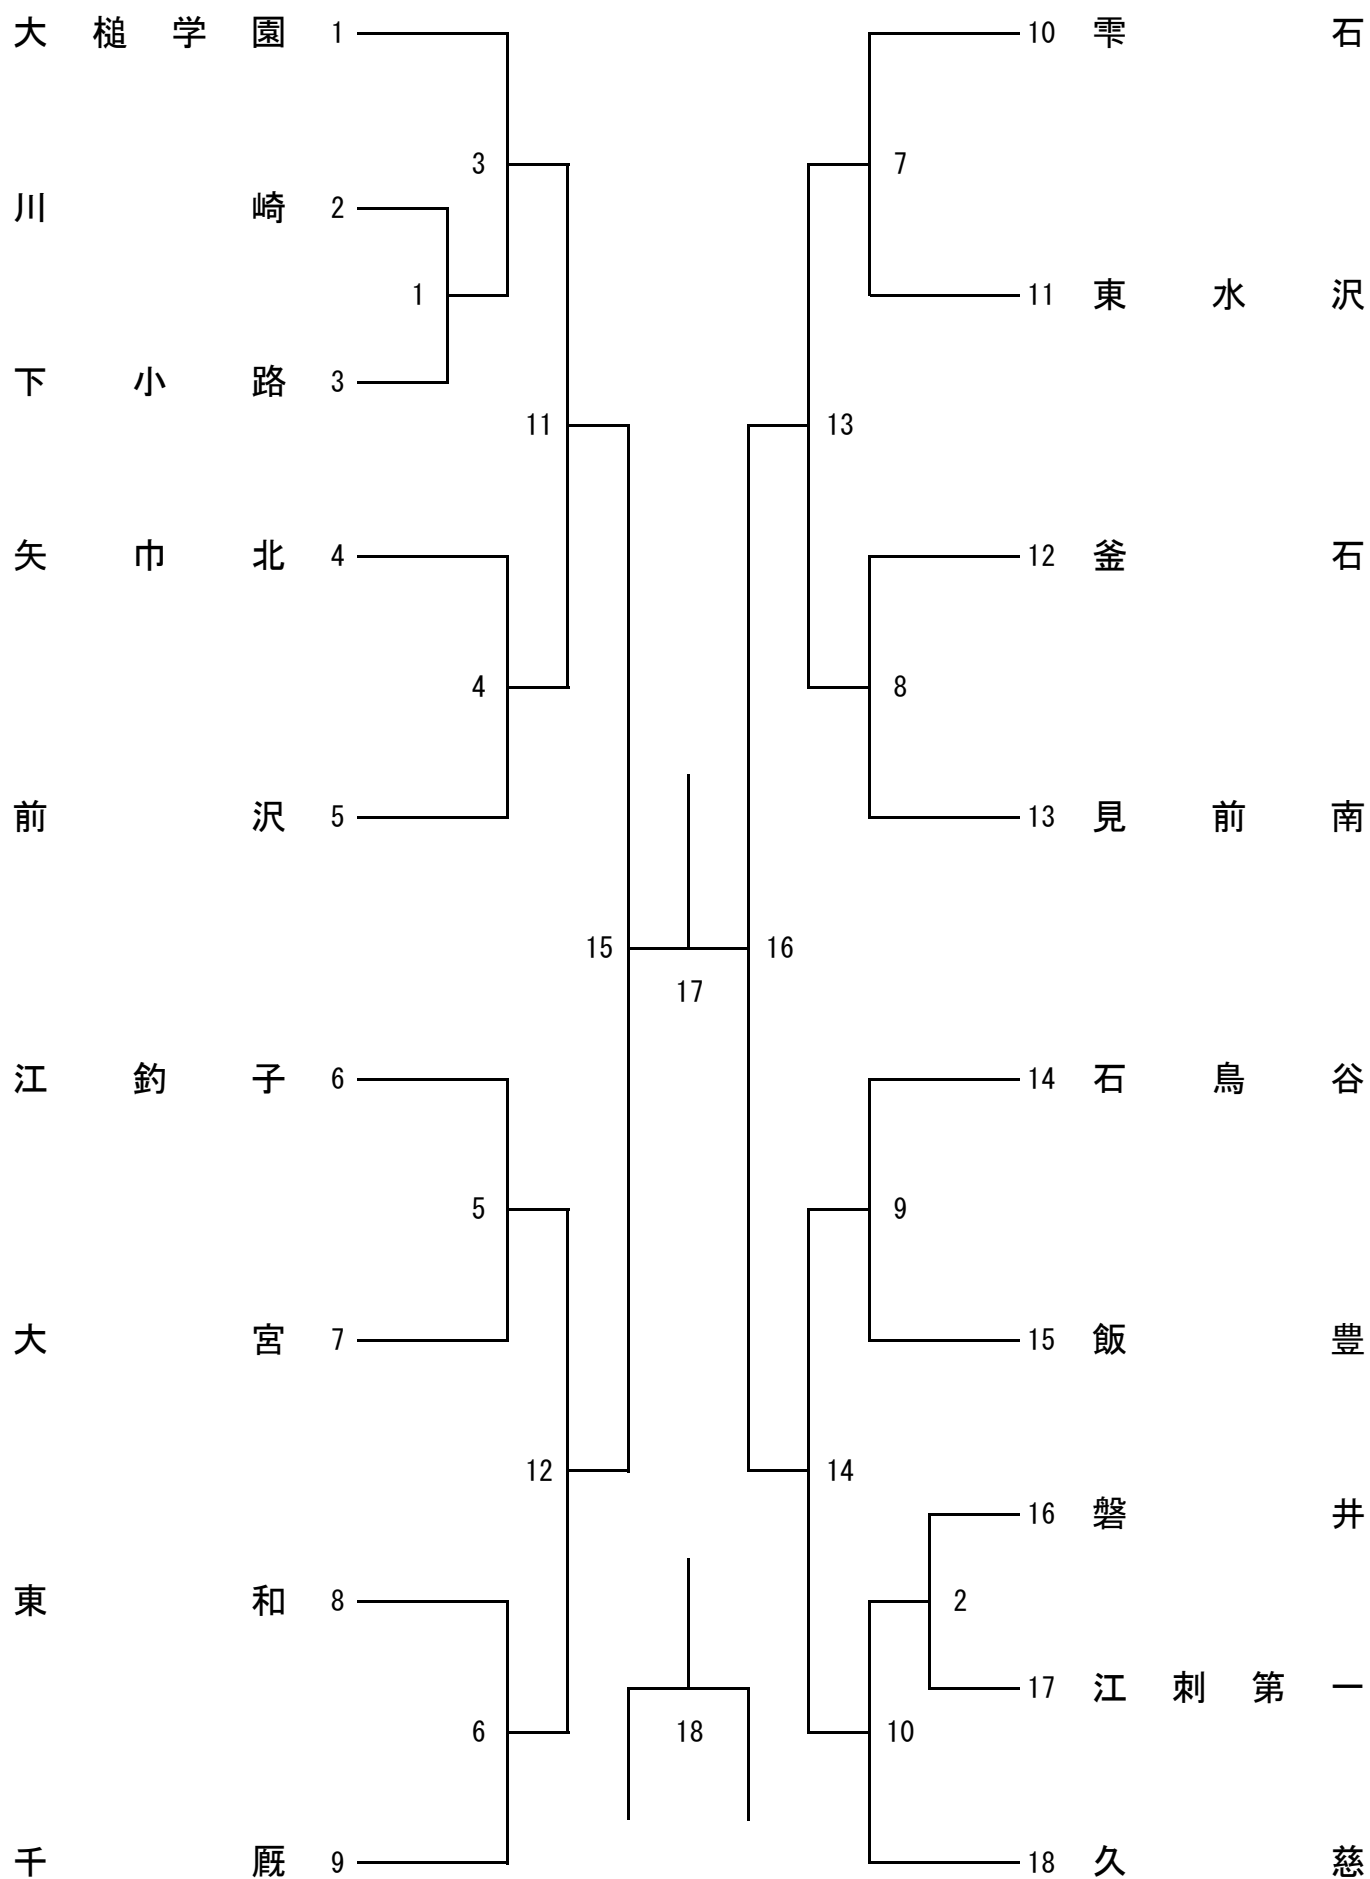 大槌学園 1
3
川崎 2
1
下小路 3
11
矢巾北 4
4
前沢 5
15
17
江釣子 6
5
大宮 7
12
東和 8
6
18
千厩 9
10 雫石
7
11 東水沢
13
12 釜石
8
13 見前南
16
14 石鳥谷
9
15 飯豊
14
16 磐井
2
17 江刺第一
10
18 久慈